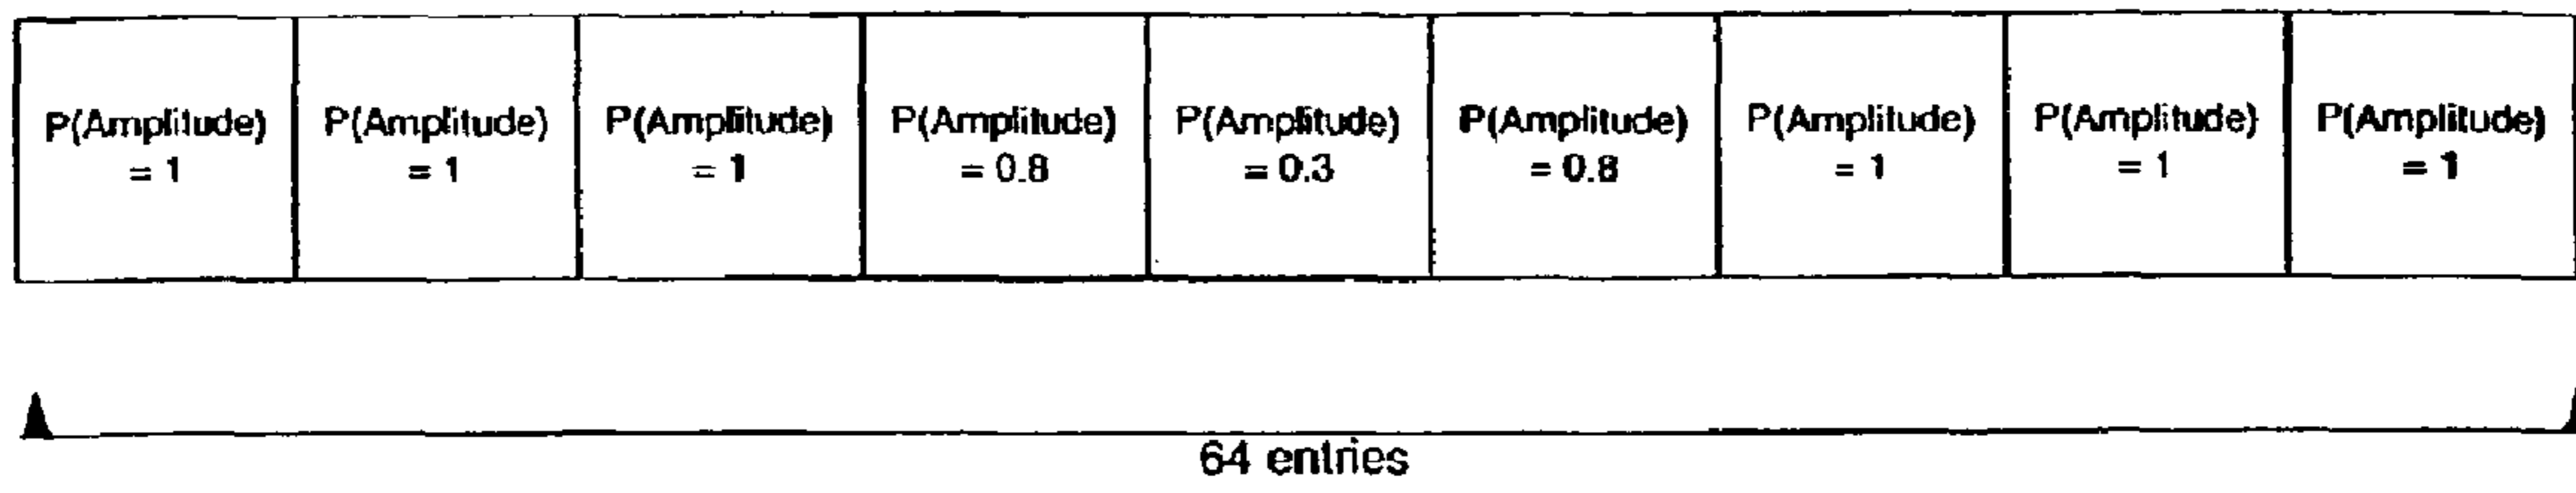 P(Amplitude)
= 1
P(Amplitude)
= 1
P(Amplitude)
= 1
P(Amplitude)
= 0.8
P(Amplitude)
= 0.3
P(Amplitude)
= 0.8
P(Amplitude)
= 1
P(Amplitude)
= 1
P(Amplitude)
= 1
64 entries